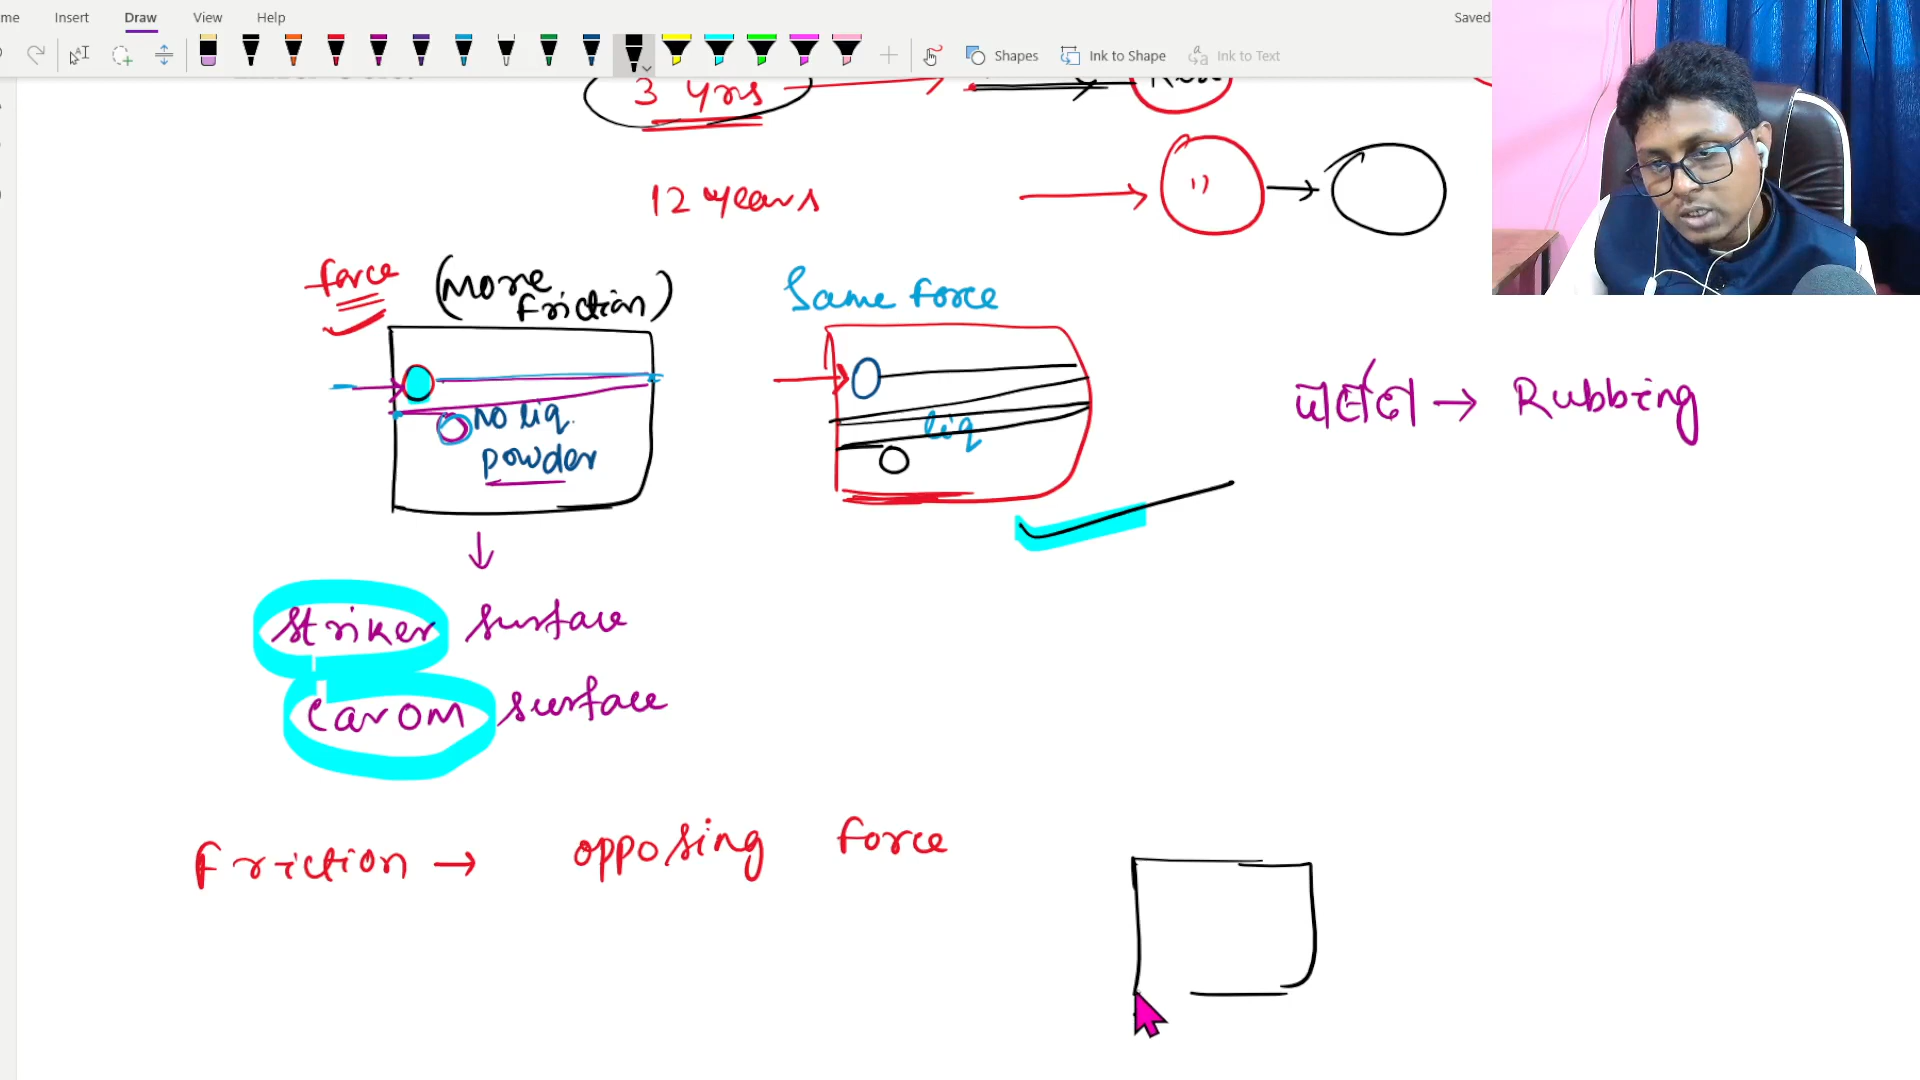 Insert Draw View Help Saved
Shapes Ink to Shape Ink to Text
3 yrs
12 years
force (More friction) Same force
ঘর্ষণ → Rubbing
No liq. liq
powder
Striker surface
Carom surface
Friction → opposing force